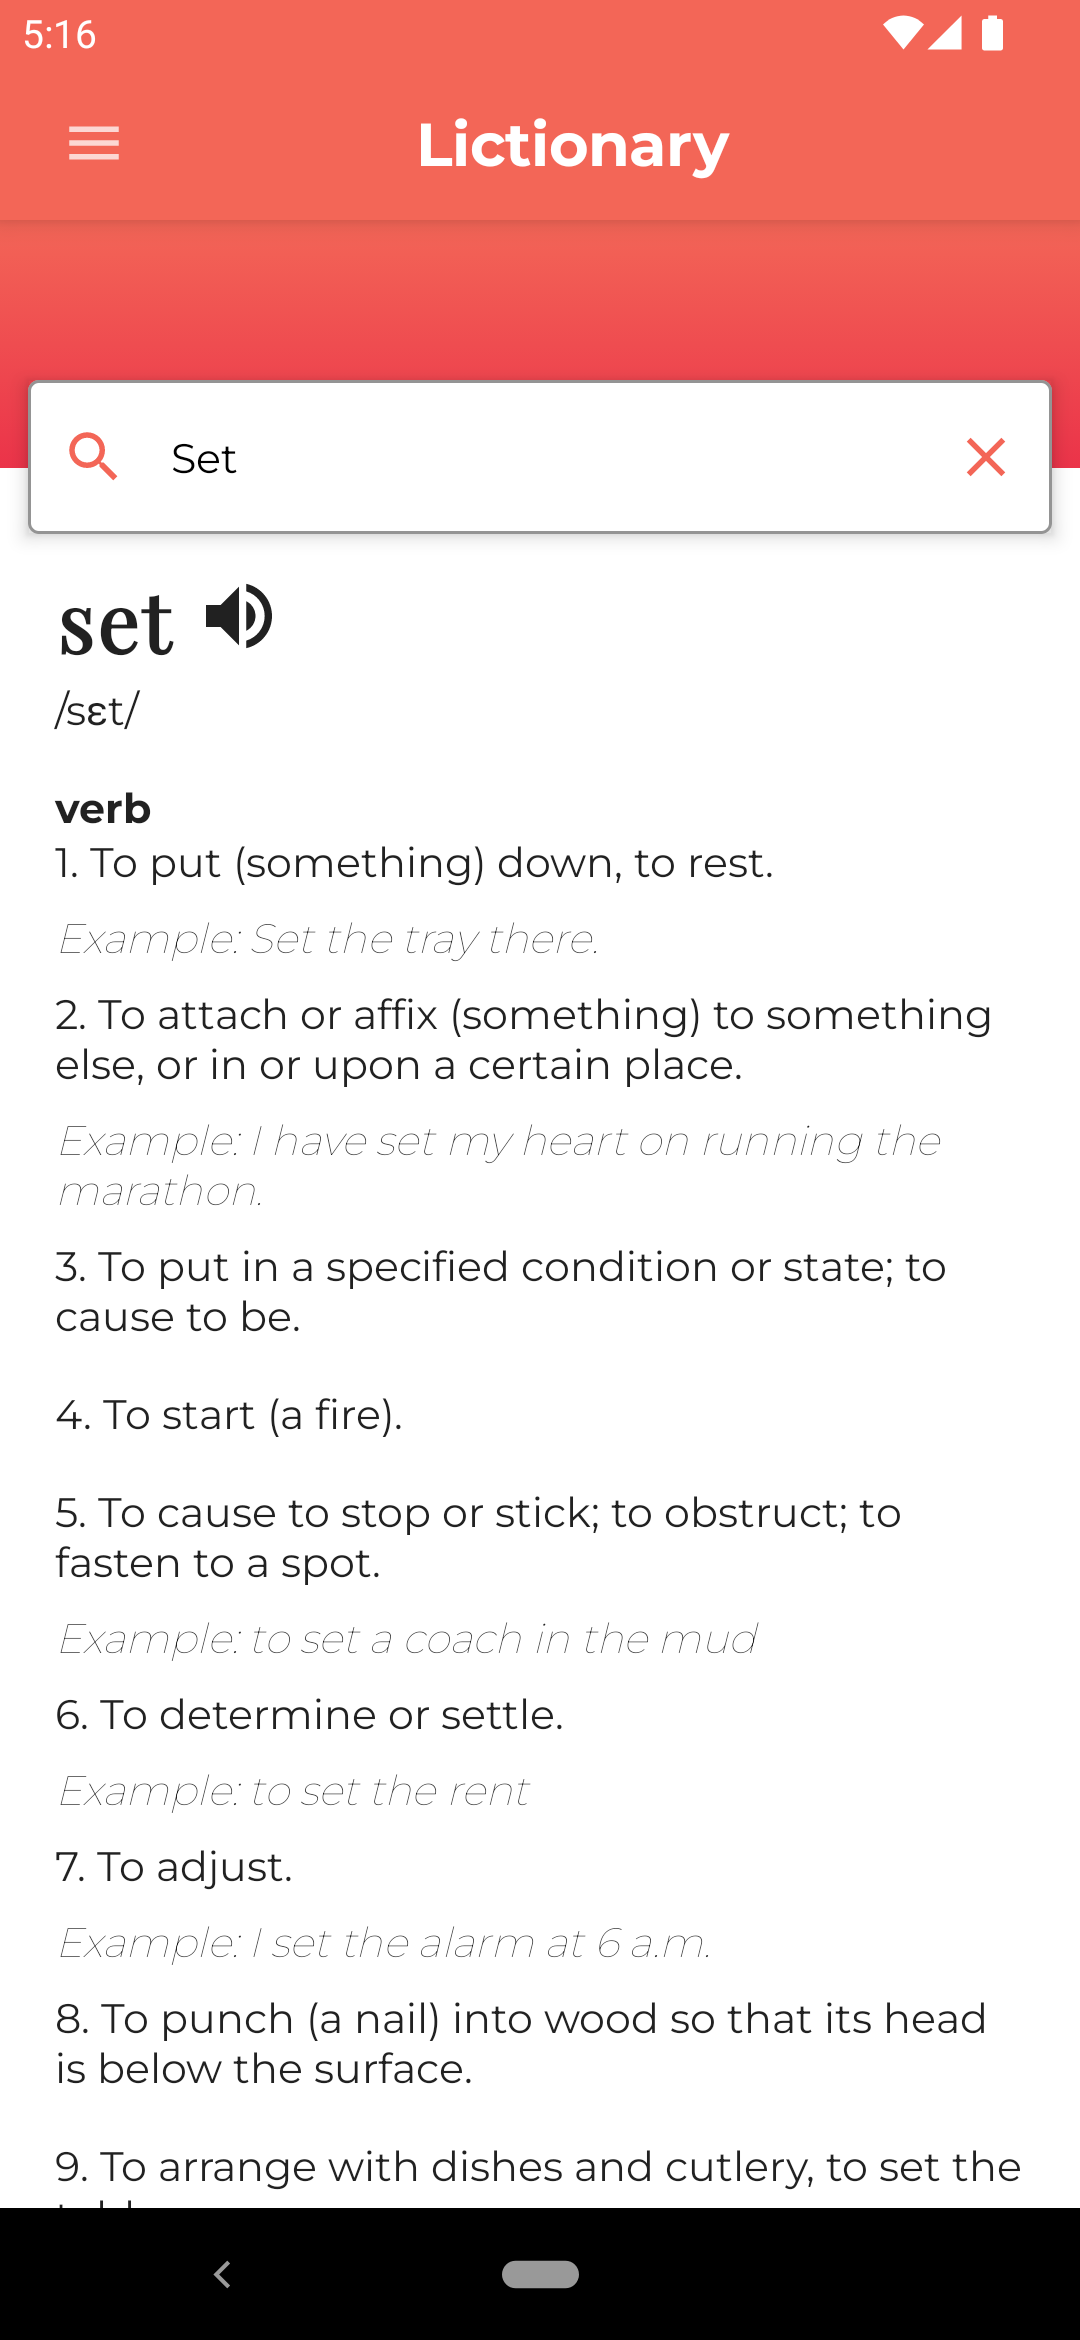 5:16
Lictionary
Set
set
/sɛt/
verb
1. To put (something) down, to rest.
Example: Set the tray there.
2. To attach or affix (something) to something
else, or in or upon a certain place.
Example: I have set my heart on running the
marathon.
3. To put in a specified condition or state; to
cause to be.
4. To start (a fire).
5. To cause to stop or stick; to obstruct; to
fasten to a spot.
Example: to set a coach in the mud
6. To determine or settle.
Example: to set the rent
7. To adjust.
Example: I set the alarm at 6 a.m.
8. To punch (a nail) into wood so that its head
is below the surface.
9. To arrange with dishes and cutlery, to set the